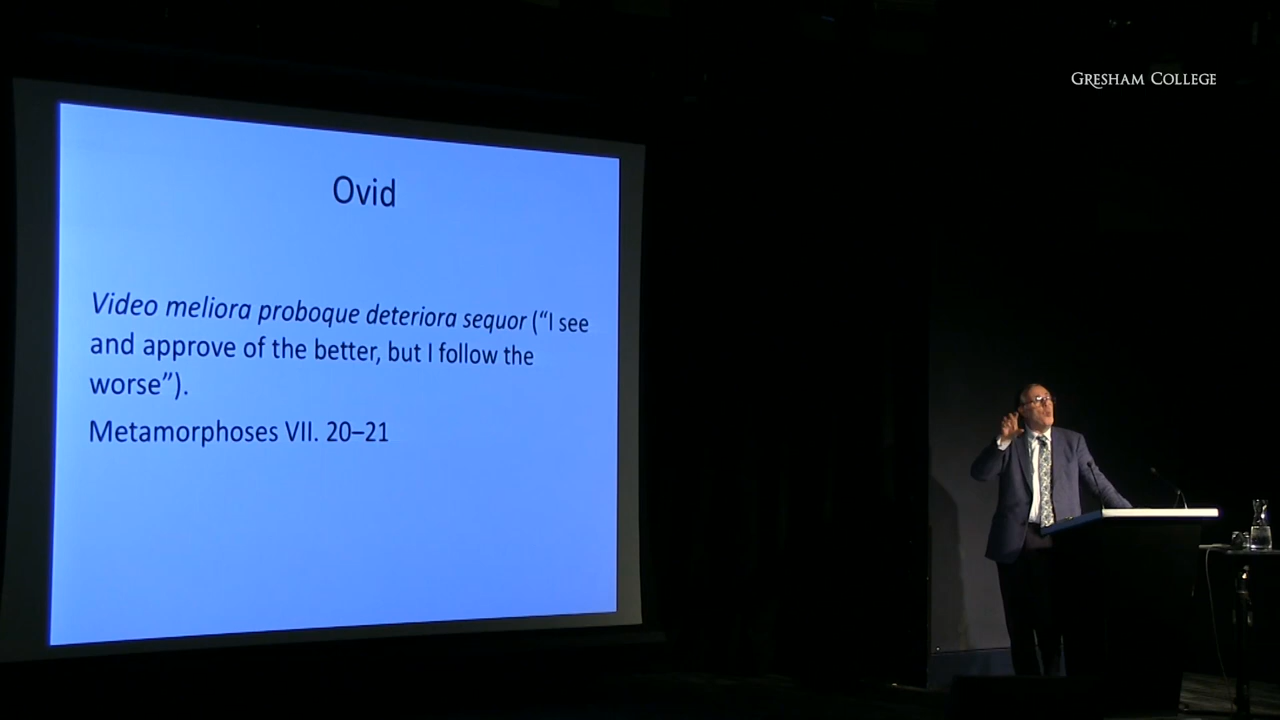 GRESHAM COLLEGE
Ovid
Video meliora proboque deteriora sequor (“I see
and approve of the better, but I follow the
worse”).
Metamorphoses VII. 20–21